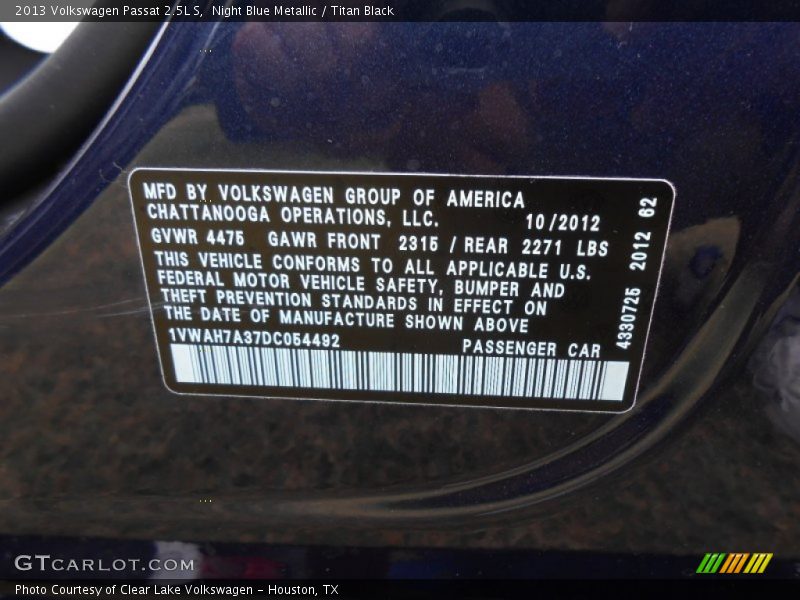 2013 Volkswagen Passat 2.5L S, Night Blue Metallic / Titan Black
MFD BY VOLKSWAGEN GROUP OF AMERICA
CHATTANOOGA OPERATIONS, LLC. 10/2012
GVWR 4475 GAWR FRONT 2315 / REAR 2271 LBS
THIS VEHICLE CONFORMS TO ALL APPLICABLE U.S.
FEDERAL MOTOR VEHICLE SAFETY, BUMPER AND
THEFT PREVENTION STANDARDS IN EFFECT ON
THE DATE OF MANUFACTURE SHOWN ABOVE
1VWAH7A37DC054492 PASSENGER CAR
4330725 2012 62
GTCARLOT.COM
Photo Courtesy of Clear Lake Volkswagen - Houston, TX